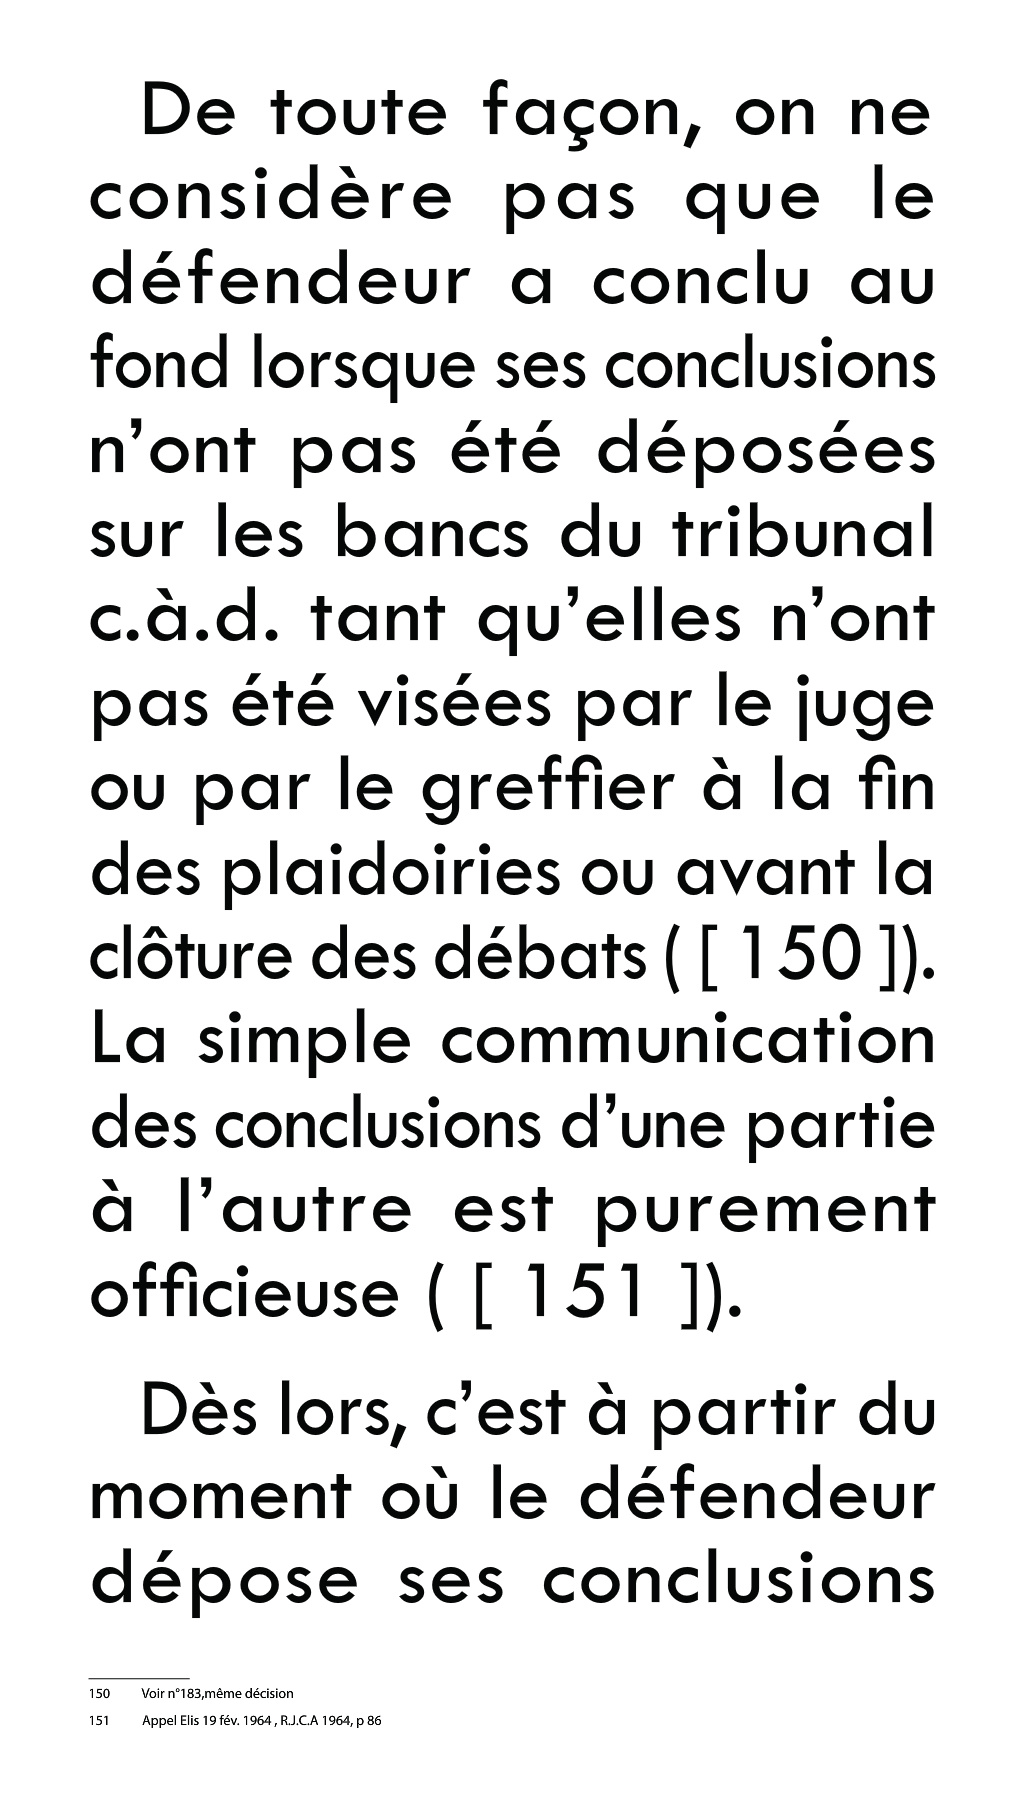 De toute façon, on ne
considère pas que le
défendeur a conclu au
fond lorsque ses conclusions
n’ont pas été déposées
sur les bancs du tribunal
c.à.d. tant qu’elles n’ont
pas été visées par le juge
ou par le greffier à la fin
des plaidoiries ou avant la
clôture des débats ( [ 150 ]).
La simple communication
des conclusions d’une partie
à l’autre est purement
officieuse ( [ 151 ]).
Dès lors, c’est à partir du
moment où le défendeur
dépose ses conclusions
150 Voir n°183,même décision
151 Appel Elis 19 fév. 1964 , R.J.C.A 1964, p 86